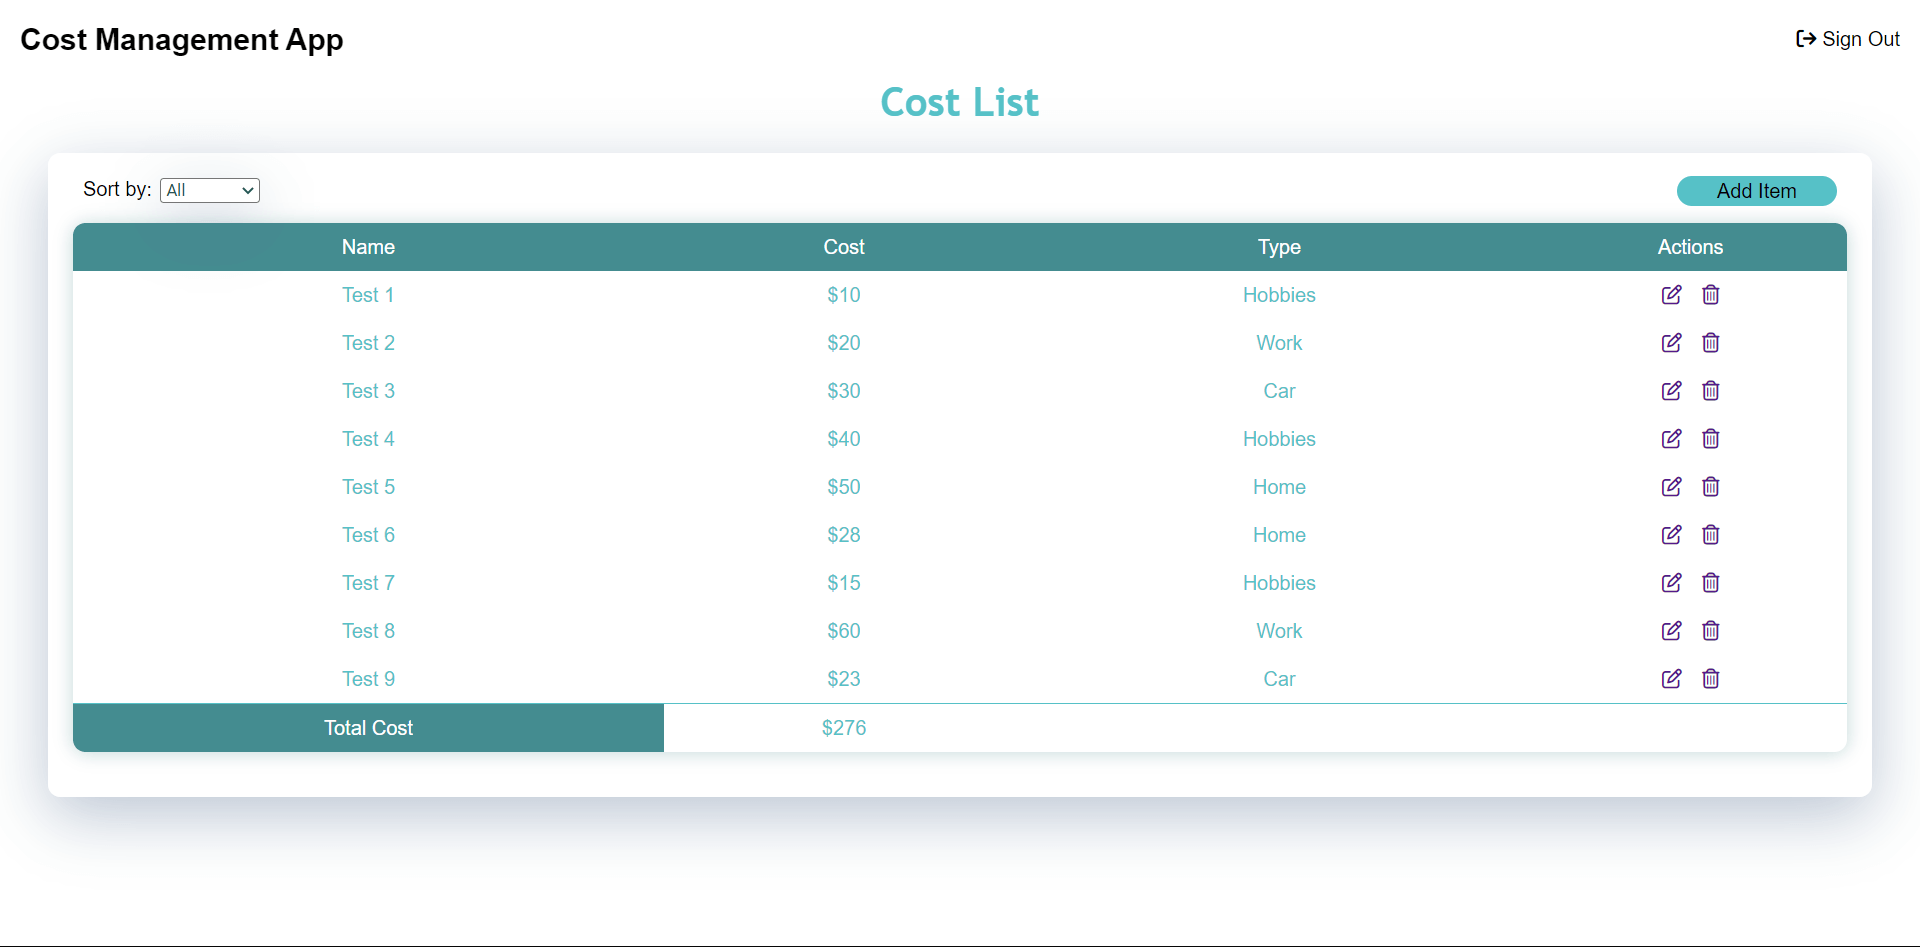 Cost Management App
Sign Out
Cost List
Sort by: All
Add Item
Name Cost Type Actions
Test 1 $10 Hobbies
Test 2 $20 Work
Test 3 $30 Car
Test 4 $40 Hobbies
Test 5 $50 Home
Test 6 $28 Home
Test 7 $15 Hobbies
Test 8 $60 Work
Test 9 $23 Car
Total Cost $276